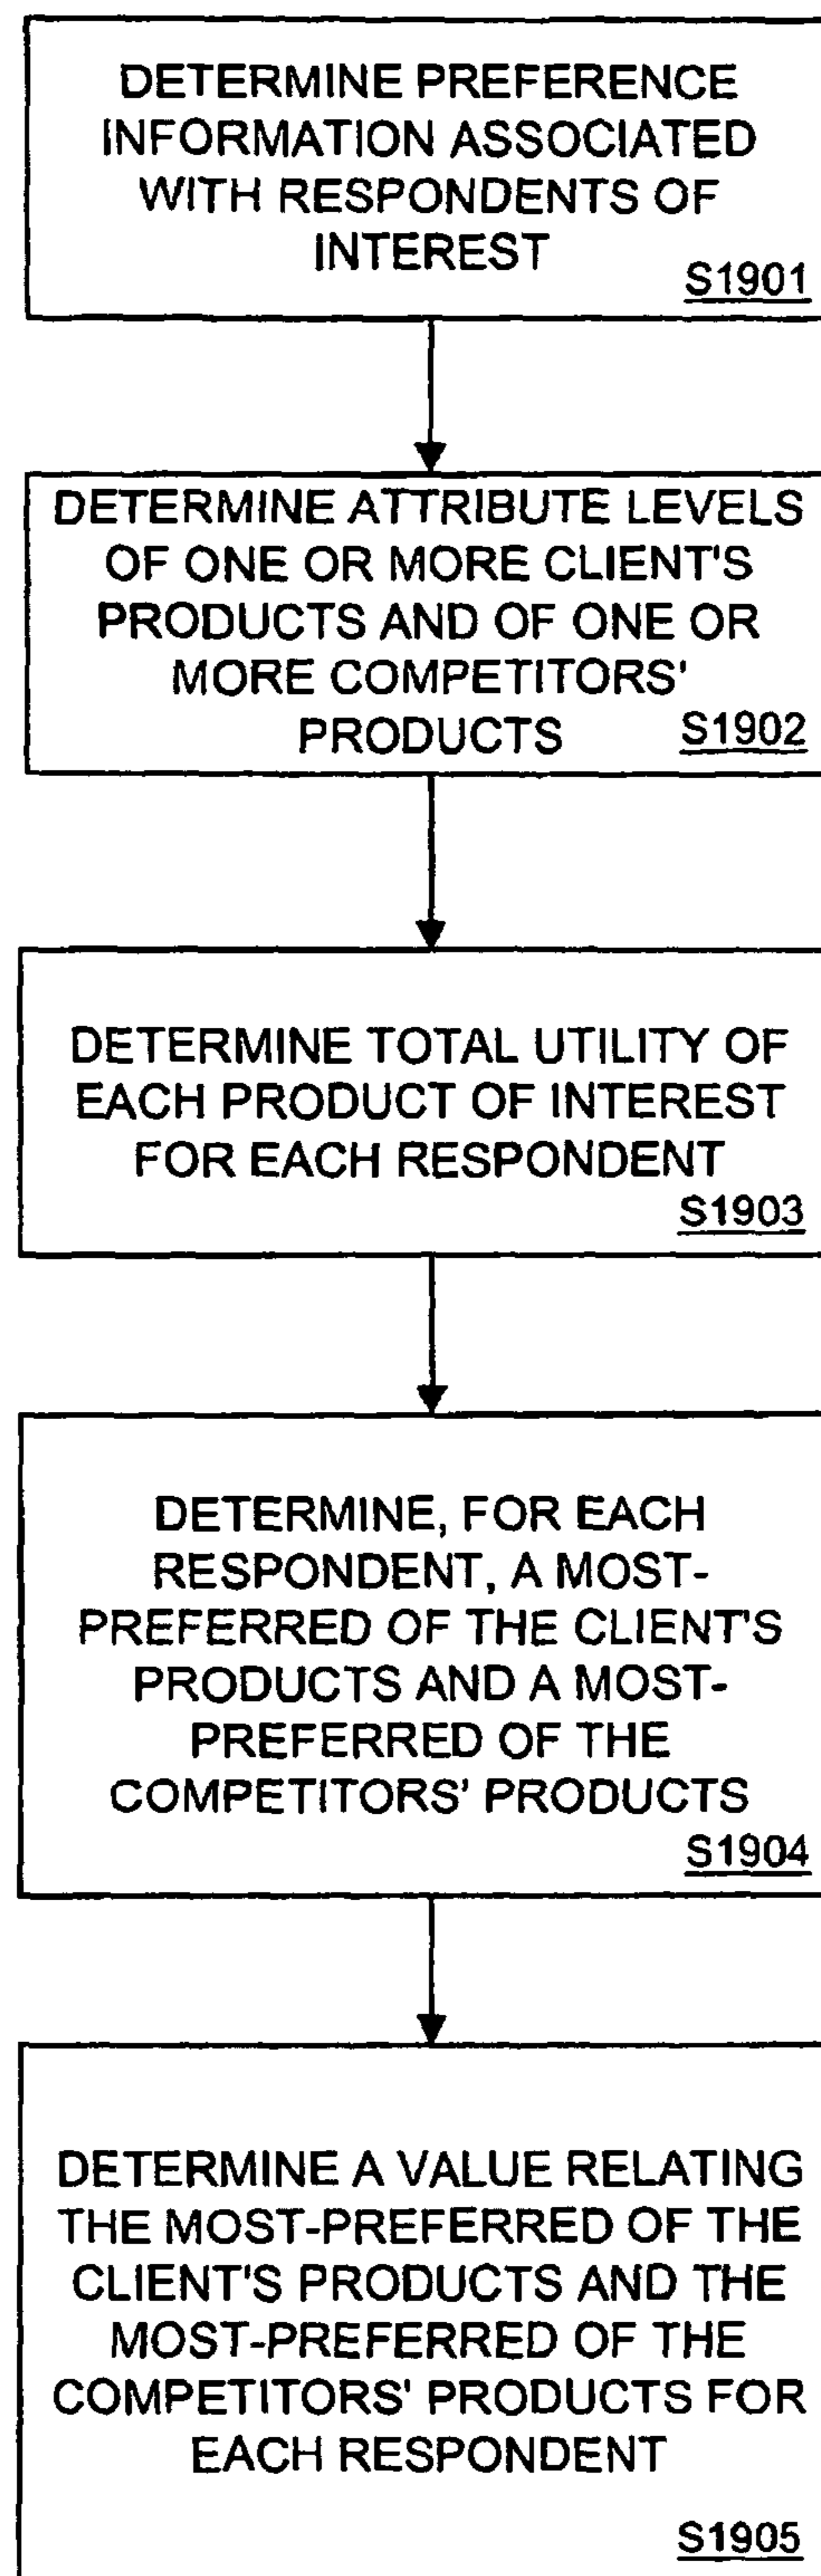 DETERMINE PREFERENCE
INFORMATION ASSOCIATED
WITH RESPONDENTS OF
INTEREST
S1901
DETERMINE ATTRIBUTE LEVELS
OF ONE OR MORE CLIENT'S
PRODUCTS AND OF ONE OR
MORE COMPETITORS'
PRODUCTS
S1902
DETERMINE TOTAL UTILITY OF
EACH PRODUCT OF INTEREST
FOR EACH RESPONDENT
S1903
DETERMINE, FOR EACH
RESPONDENT, A MOST-
PREFERRED OF THE CLIENT'S
PRODUCTS AND A MOST-
PREFERRED OF THE
COMPETITORS' PRODUCTS
S1904
DETERMINE A VALUE RELATING
THE MOST-PREFERRED OF THE
CLIENT'S PRODUCTS AND THE
MOST-PREFERRED OF THE
COMPETITORS' PRODUCTS FOR
EACH RESPONDENT
S1905